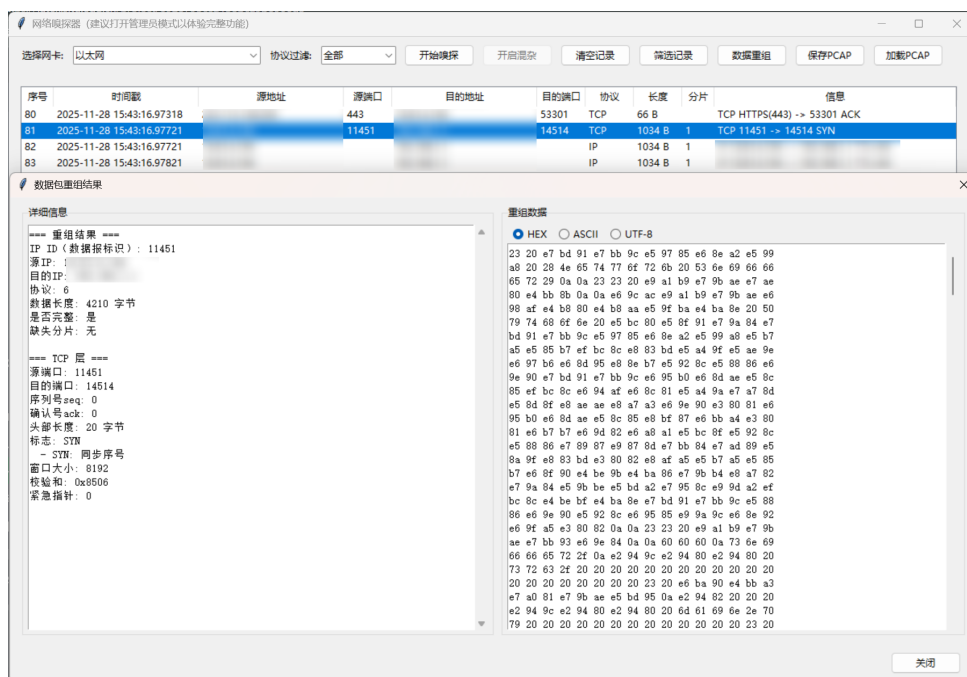 网络嗅探器（建议打开管理员模式以体验完整功能）
选择网卡: 以太网 协议过滤: 全部 开始嗅探 开启混杂 清空记录 筛选记录 数据重组 保存PCAP 加载PCAP
序号 时间戳 源地址 源端口 目的地址 目的端口 协议 长度 分片 信息
80 2025-11-28 15:43:16.97318 443 53301 TCP 66 B TCP HTTPS(443) -> 53301 ACK
81 2025-11-28 15:43:16.97721 11451 14514 TCP 1034 B 1 TCP 11451 -> 14514 SYN
82 2025-11-28 15:43:16.97721 IP 1034 B 1
83 2025-11-28 15:43:16.97821 IP 1034 B 1
数据包重组结果
详细信息
=== 重组结果 ===
IP ID（数据报标识）: 11451
源IP:
目的IP:
协议: 6
数据长度: 4210 字节
是否完整: 是
缺失分片: 无
=== TCP 层 ===
源端口: 11451
目的端口: 14514
序列号seq: 0
确认号ack: 0
头部长度: 20 字节
标志: SYN
- SYN: 同步序号
窗口大小: 8192
校验和: 0x8506
紧急指针: 0
重组数据
HEX ASCII UTF-8
23 20 e7 bd 91 e7 bb 9c e5 97 85 e6 8e a2 e5 99
a8 20 28 4e 65 74 77 6f 72 6b 20 53 6e 69 66 66
65 72 29 0a 0a 23 23 20 e9 a1 b9 e7 9b ae e7 ae
80 e4 bb 8b 0a 0a e6 9c ac e9 a1 b9 e7 9b ae e6
98 af e4 b8 80 e4 b8 aa e5 9f ba e4 ba 8e 20 50
79 74 68 6f 6e 20 e5 bc 80 e5 8f 91 e7 9a 84 e7
bd 91 e7 bb 9c e5 97 85 e6 8e a2 e5 99 a8 e5 b7
a5 e5 85 b7 ef bc 8c e8 83 bd e5 a4 9f e5 ae 9e
e6 97 b6 e6 8d 95 e8 8e b7 e5 92 8c e5 88 86 e6
9e 90 e7 bd 91 e7 bb 9c e6 95 b0 e6 8d ae e5 8c
85 ef bc 8c e6 94 af e6 8c 81 e5 a4 9a e7 a7 8d
e5 8d 8f e8 ae ae e8 a7 a3 e6 9e 90 e3 80 81 e6
95 b0 e6 8d ae e5 8c 85 e8 bf 87 e6 bb a4 e3 80
81 e6 b7 b7 e6 9d 82 e6 a8 a1 e5 bc 8f e5 92 8c
e5 88 86 e7 89 87 e9 87 8d e7 bb 84 e7 ad 89 e5
8a 9f e8 83 bd e3 80 82 e8 af a5 e5 b7 a5 e5 85
b7 e6 8f 90 e4 be 9b e4 ba 86 e7 9b b4 e8 a7 82
e7 9a 84 e5 9b be e5 bd a2 e7 95 8c e9 9d a2 ef
bc 8c e4 be bf e4 ba 8e e7 bd 91 e7 bb 9c e5 88
86 e6 9e 90 e5 92 8c e6 95 85 e9 9a 9c e6 8e 92
e6 9f a5 e3 80 82 0a 0a 23 23 20 e9 a1 b9 e7 9b
ae e7 bb 93 e6 9e 84 0a 0a 60 60 60 0a 73 6e 69
66 66 65 72 2f 0a e2 94 9c e2 94 80 e2 94 80 20
73 72 63 2f 20 20 20 20 20 20 20 20 20 20 20 20
20 20 20 20 20 20 20 20 23 20 e6 ba 90 e4 bb a3
e7 a0 81 e7 9b ae e5 bd 95 0a e2 94 82 20 20 20
e2 94 9c e2 94 80 e2 94 80 20 6d 61 69 6e 2e 70
79 20 20 20 20 20 20 20 20 20 20 20 20 20 23 20
关闭